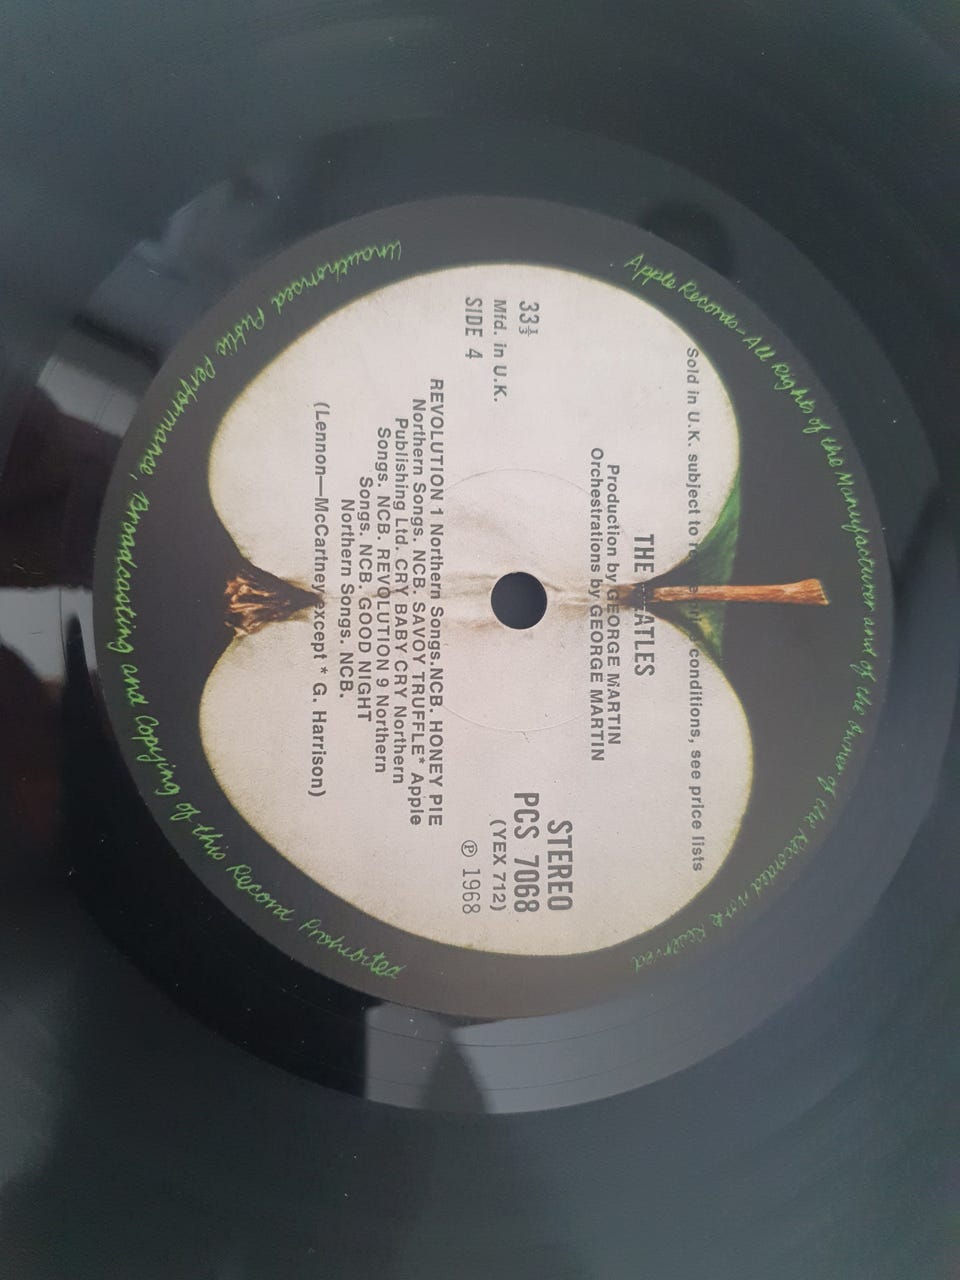 Apple Records-All Rights of the Manufacturer and of the owner of the Recorded Work Reserved
Sold in U.K. subject to conditions, see price lists
THE ATLES
Production by GEORGE MARTIN
Orchestrations by GEORGE MARTIN
STEREO
33⅓
PCS 7068
Mfd. in U.K.
(YEX 712)
SIDE 4
Ⓟ 1968
REVOLUTION 1 Northern Songs.NCB. HONEY PIE
Northern Songs. NCB. SAVOY TRUFFLE* Apple
Publishing Ltd. CRY BABY CRY Northern
Songs. NCB. REVOLUTION 9 Northern
Songs. NCB. GOOD NIGHT
Northern Songs. NCB.
(Lennon—McCartney except * G. Harrison)
Unauthorised Public Performance, Broadcasting and Copying of this Record Prohibited